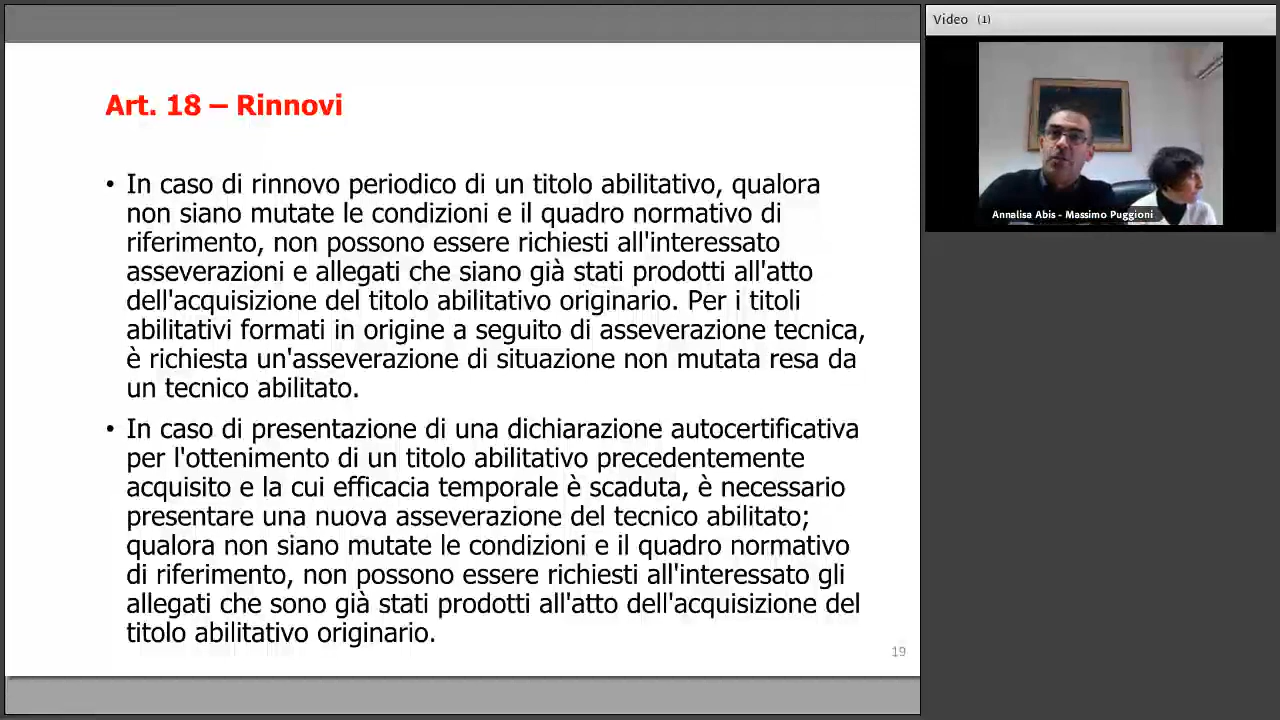 Art. 18 – Rinnovi
• In caso di rinnovo periodico di un titolo abilitativo, qualora
non siano mutate le condizioni e il quadro normativo di
riferimento, non possono essere richiesti all'interessato
asseverazioni e allegati che siano già stati prodotti all'atto
dell'acquisizione del titolo abilitativo originario. Per i titoli
abilitativi formati in origine a seguito di asseverazione tecnica,
è richiesta un'asseverazione di situazione non mutata resa da
un tecnico abilitato.
• In caso di presentazione di una dichiarazione autocertificativa
per l'ottenimento di un titolo abilitativo precedentemente
acquisito e la cui efficacia temporale è scaduta, è necessario
presentare una nuova asseverazione del tecnico abilitato;
qualora non siano mutate le condizioni e il quadro normativo
di riferimento, non possono essere richiesti all'interessato gli
allegati che sono già stati prodotti all'atto dell'acquisizione del
titolo abilitativo originario.
19
Video (1)
Annalisa Abis - Massimo Puggioni